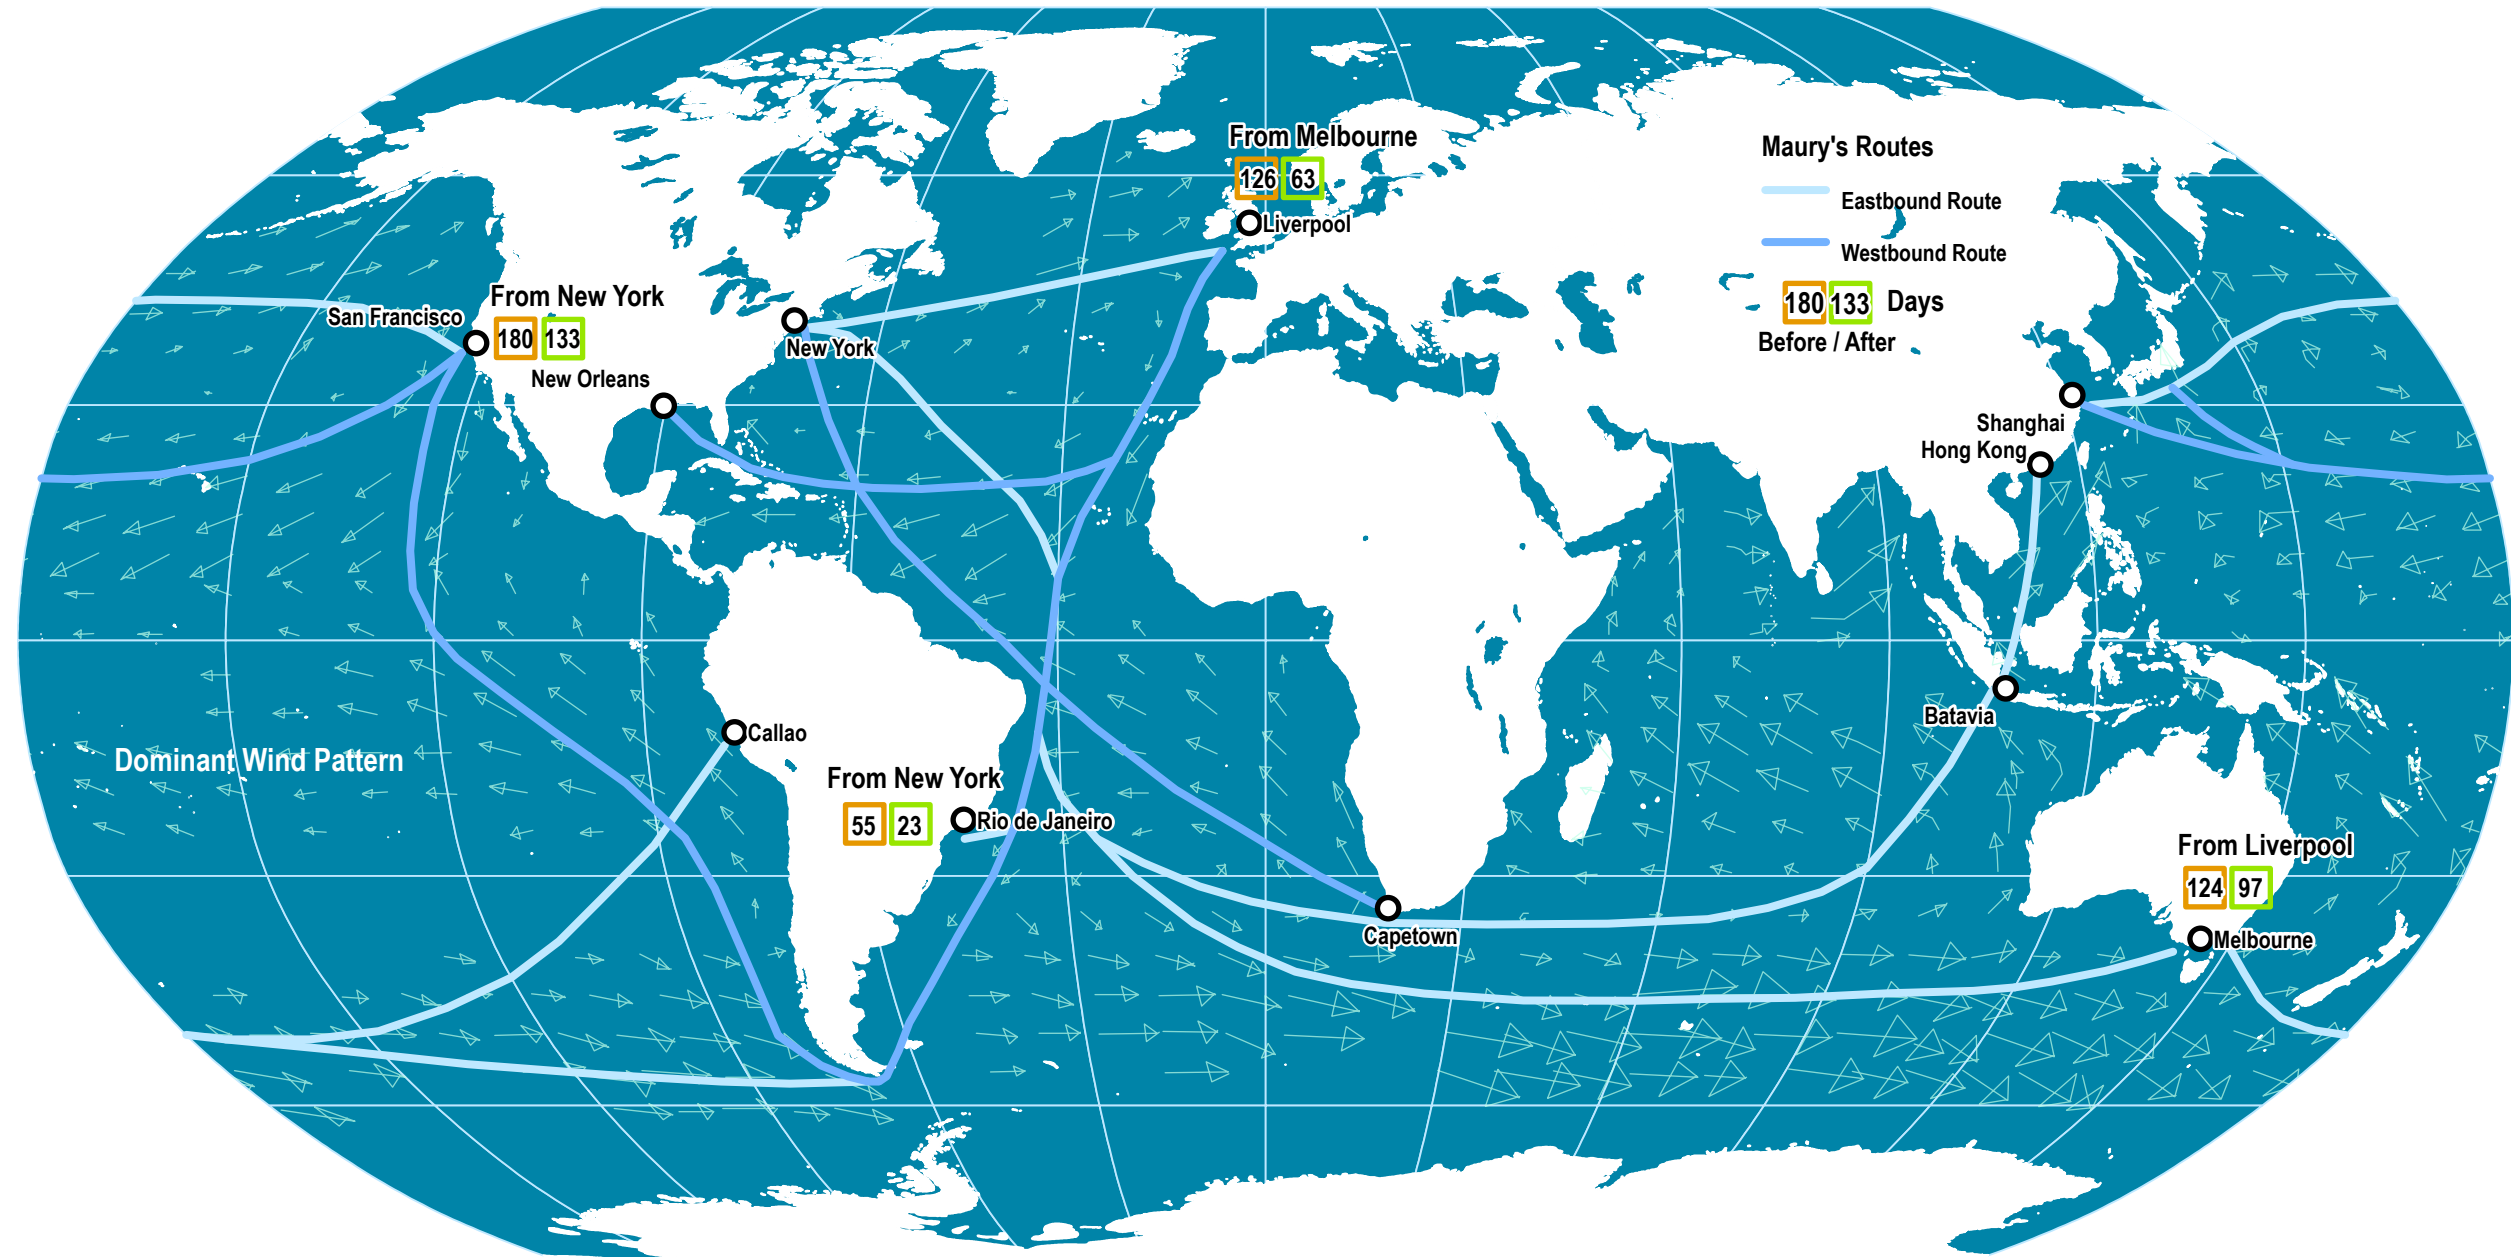 From Melbourne
126 63
Liverpool
Maury's Routes
Eastbound Route
Westbound Route
180 133 Days
Before / After
San Francisco
From New York
180 133
New York
New Orleans
Shanghai
Hong Kong
Batavia
Callao
Dominant Wind Pattern
From New York
55 23
Rio de Janeiro
From Liverpool
124 97
Capetown
Melbourne